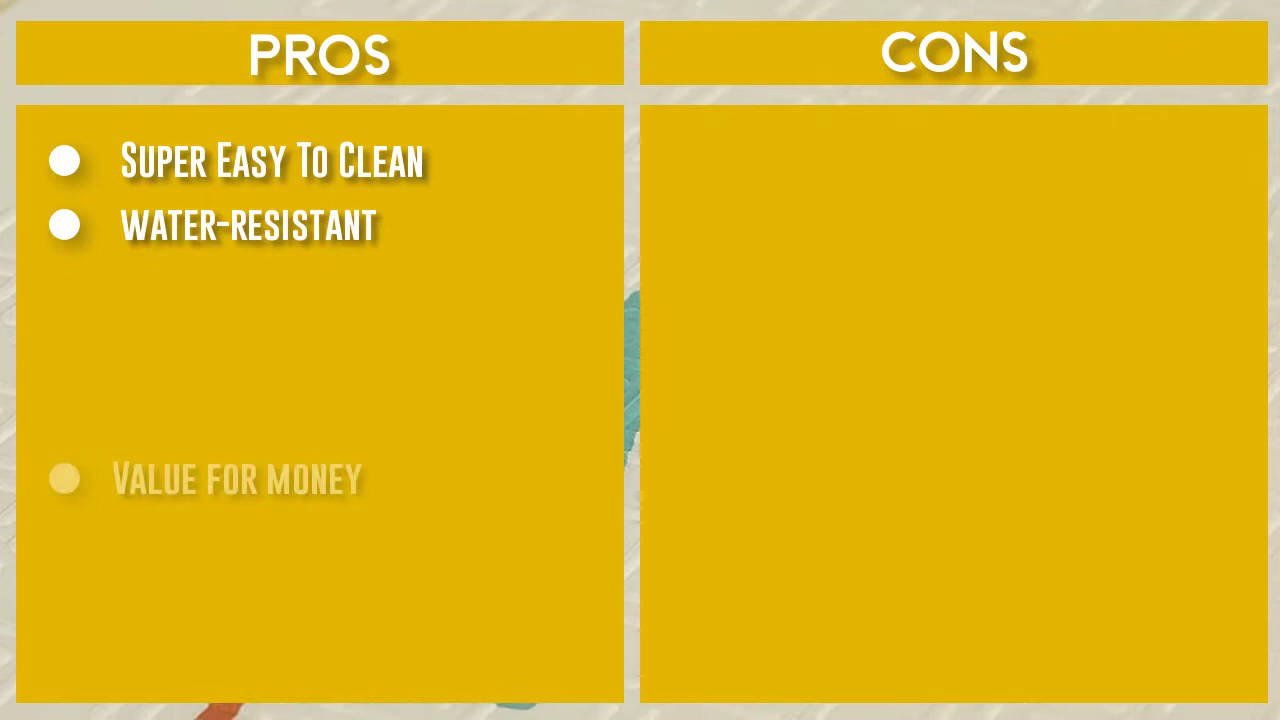 PROS
CONS
Super Easy To Clean
water-resistant
Value for money